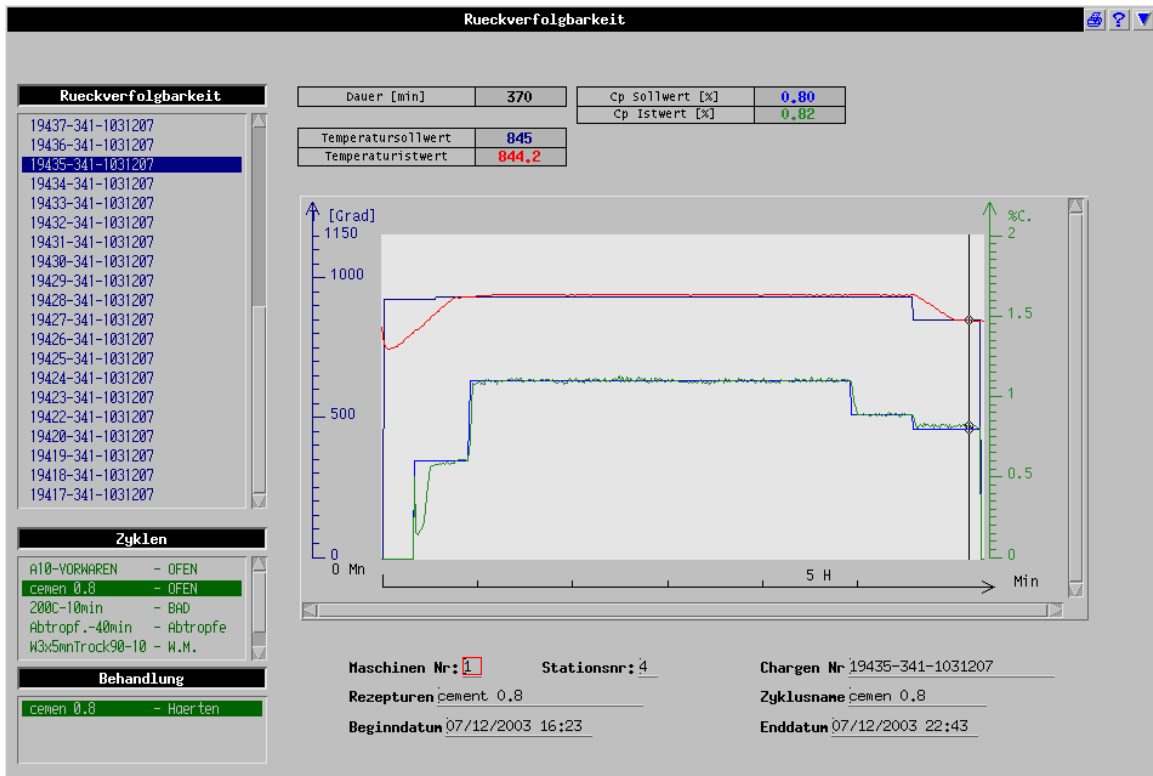 Rueckverfolgbarkeit
?
Rueckverfolgbarkeit
19437-341-1031207
19436-341-1031207
19435-341-1031207
19434-341-1031207
19433-341-1031207
19432-341-1031207
19431-341-1031207
19430-341-1031207
19429-341-1031207
19428-341-1031207
19427-341-1031207
19426-341-1031207
19425-341-1031207
19424-341-1031207
19423-341-1031207
19422-341-1031207
19420-341-1031207
19419-341-1031207
19418-341-1031207
19417-341-1031207
Zyklen
A10-VORWAREN - OFEN
cemen 0.8 - OFEN
200C-10min - BAD
Abtropf.-40min - Abtropfe
W3x5mnTrock90-10 - W.M.
Behandlung
cemen 0.8 - Haerten
Dauer [min] 370
Temperatursollwert 845
Temperaturistwert 844.2
Cp Sollwert [%] 0.80
Cp Istwert [%] 0.82
[Grad]
1150
1000
500
0
%C.
2
1.5
1
0.5
0
0 Mn
5 H
Min
Maschinen Nr: 1 Stationsnr: 4 Chargen Nr 19435-341-1031207
Rezepturen cement 0.8 Zyklusname cemen 0.8
Beginndatum 07/12/2003 16:23 Enddatum 07/12/2003 22:43